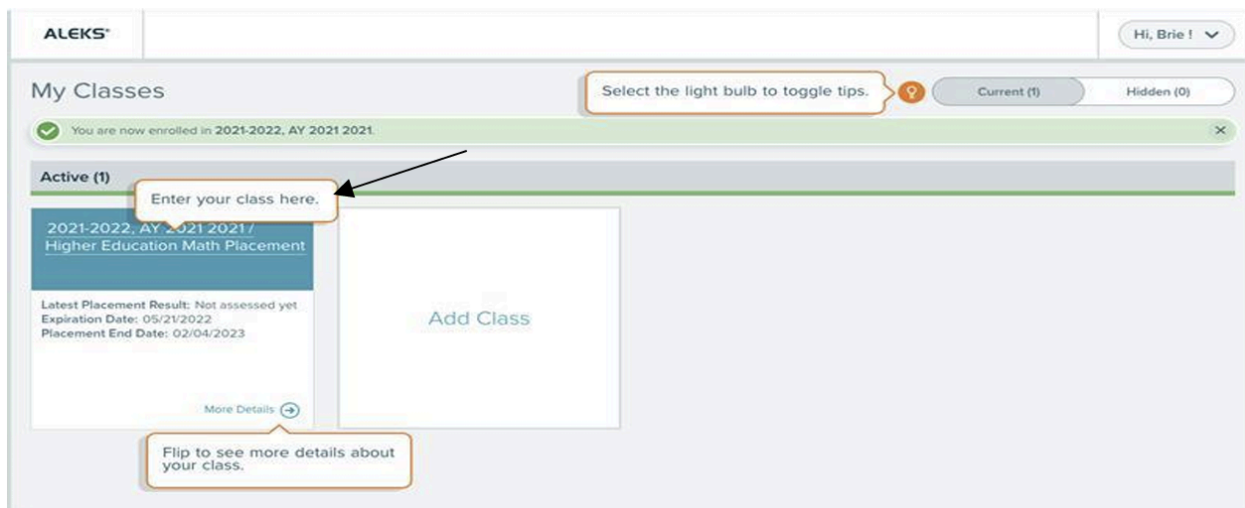 ALEKS®
Hi, Brie !
My Classes
Select the light bulb to toggle tips.
Current (1)
Hidden (0)
You are now enrolled in 2021-2022, AY 2021 2021.
Active (1)
Enter your class here.
2021-2022, AY 2021 2021 /
Higher Education Math Placement
Latest Placement Result: Not assessed yet
Expiration Date: 05/21/2022
Placement End Date: 02/04/2023
Add Class
More Details
Flip to see more details about
your class.